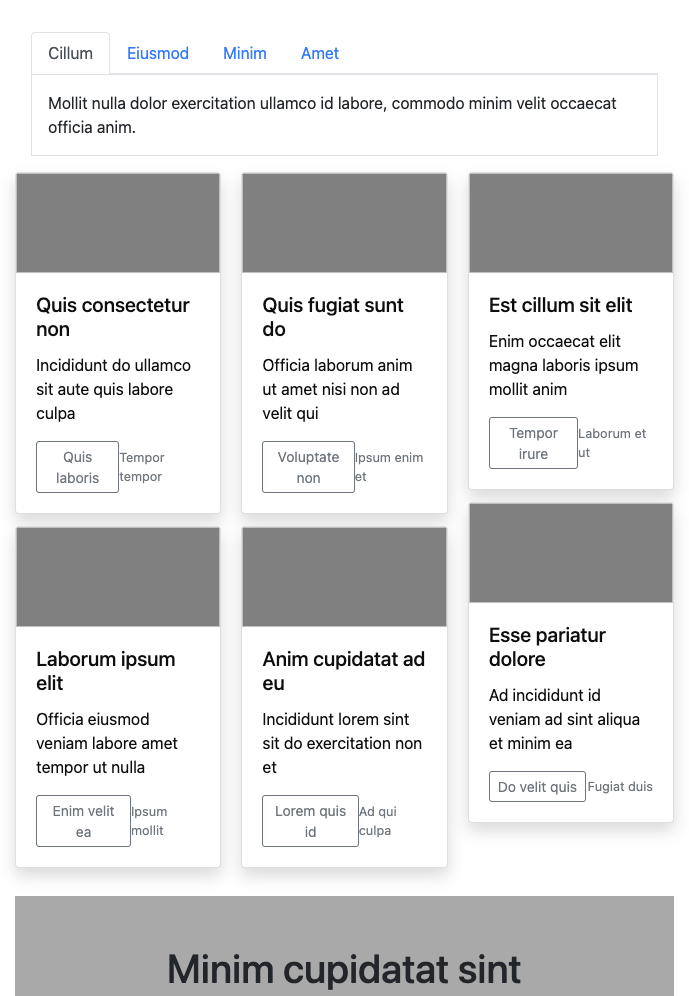 Cillum
Eiusmod
Minim
Amet
Mollit nulla dolor exercitation ullamco id labore, commodo minim velit occaecat
officia anim.
Quis consectetur
non
Incididunt do ullamco
sit aute quis labore
culpa
Quis
laboris
Tempor
tempor
Laborum ipsum
elit
Officia eiusmod
veniam labore amet
tempor ut nulla
Enim velit
ea
Ipsum
mollit
Quis fugiat sunt
do
Officia laborum anim
ut amet nisi non ad
velit qui
Voluptate
non
Ipsum enim
et
Anim cupidatat ad
eu
Incididunt lorem sint
sit do exercitation non
et
Lorem quis
id
Ad qui
culpa
Est cillum sit elit
Enim occaecat elit
magna laboris ipsum
mollit anim
Tempor
irure
Laborum et
ut
Esse pariatur
dolore
Ad incididunt id
veniam ad sint aliqua
et minim ea
Do velit quis
Fugiat duis
Minim cupidatat sint